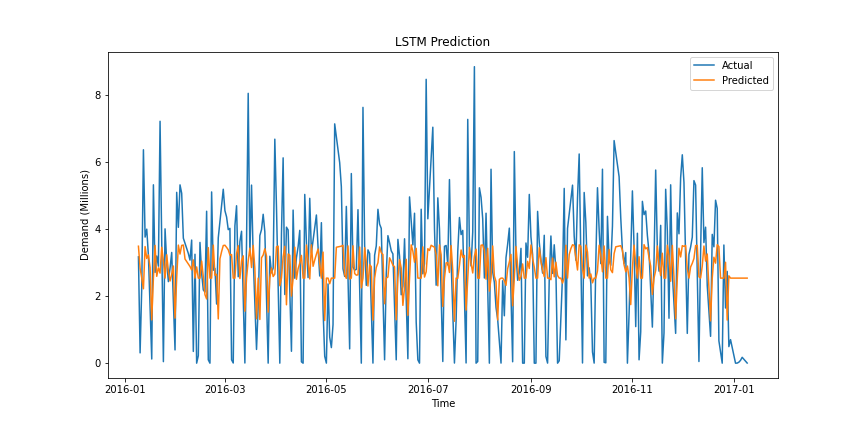 LSTM Prediction
Actual
Predicted
Demand (Millions)
8
6
4
2
0
2016-01
2016-03
2016-05
2016-07
2016-09
2016-11
2017-01
Time